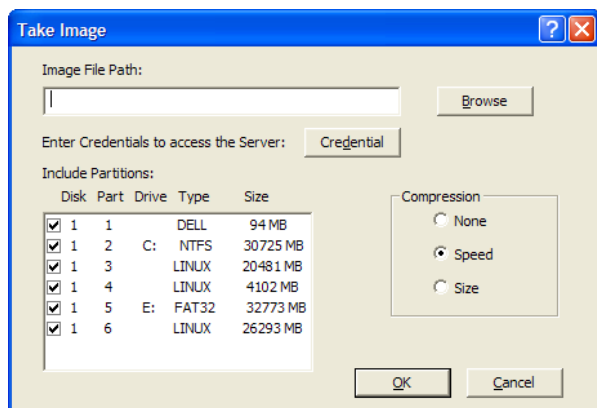 Take Image
Image File Path:
Browse
Enter Credentials to access the Server: Credential
Include Partitions:
Disk Part Drive Type Size
1 1 DELL 94 MB
1 2 C: NTFS 30725 MB
1 3 LINUX 20481 MB
1 4 LINUX 4102 MB
1 5 E: FAT32 32773 MB
1 6 LINUX 26293 MB
Compression
None
Speed
Size
OK Cancel